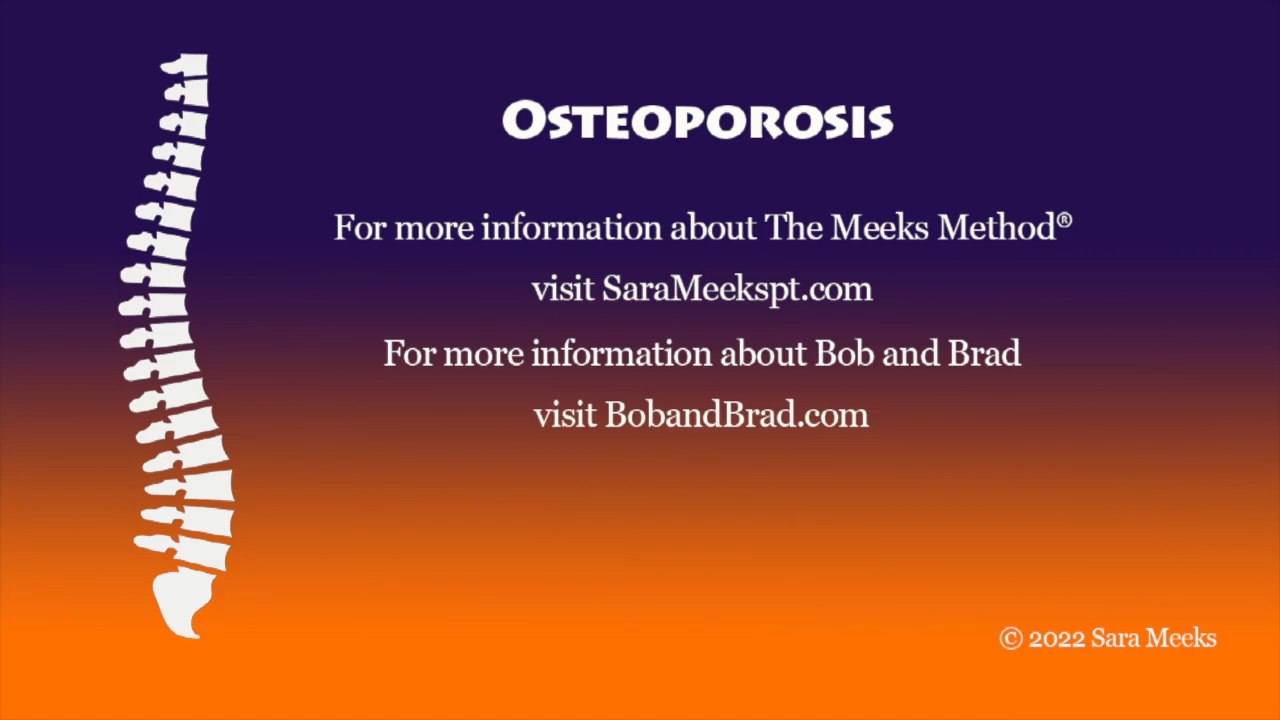 Osteoporosis
For more information about The Meeks Method®
visit SaraMeekspt.com
For more information about Bob and Brad
visit BobandBrad.com
© 2022 Sara Meeks